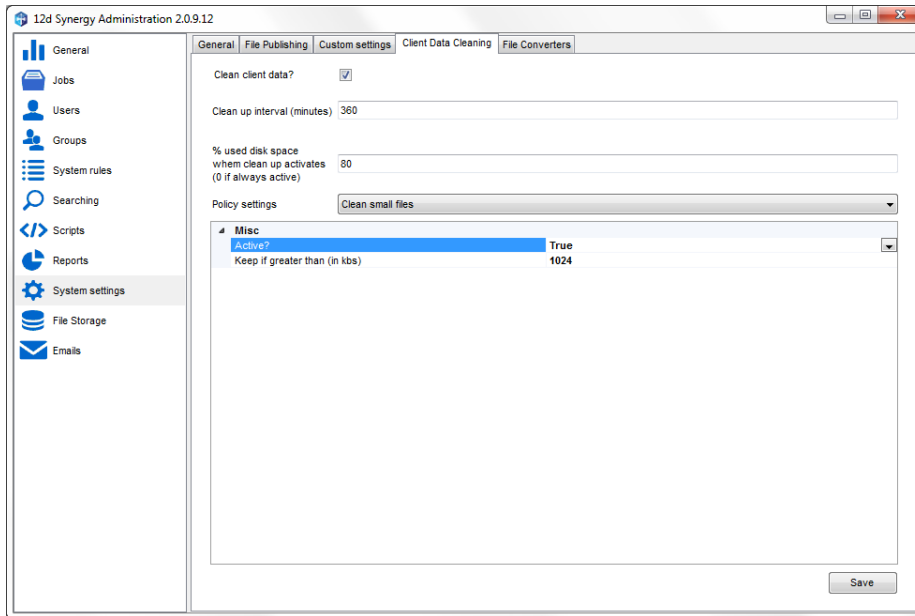 12d Synergy Administration 2.0.9.12
General
Jobs
Users
Groups
System rules
Searching
Scripts
Reports
System settings
File Storage
Emails
General File Publishing Custom settings Client Data Cleaning File Converters
Clean client data?
Clean up interval (minutes) 360
% used disk space
whem clean up activates 80
(0 if always active)
Policy settings Clean small files
Misc
Active? True
Keep if greater than (in kbs) 1024
Save